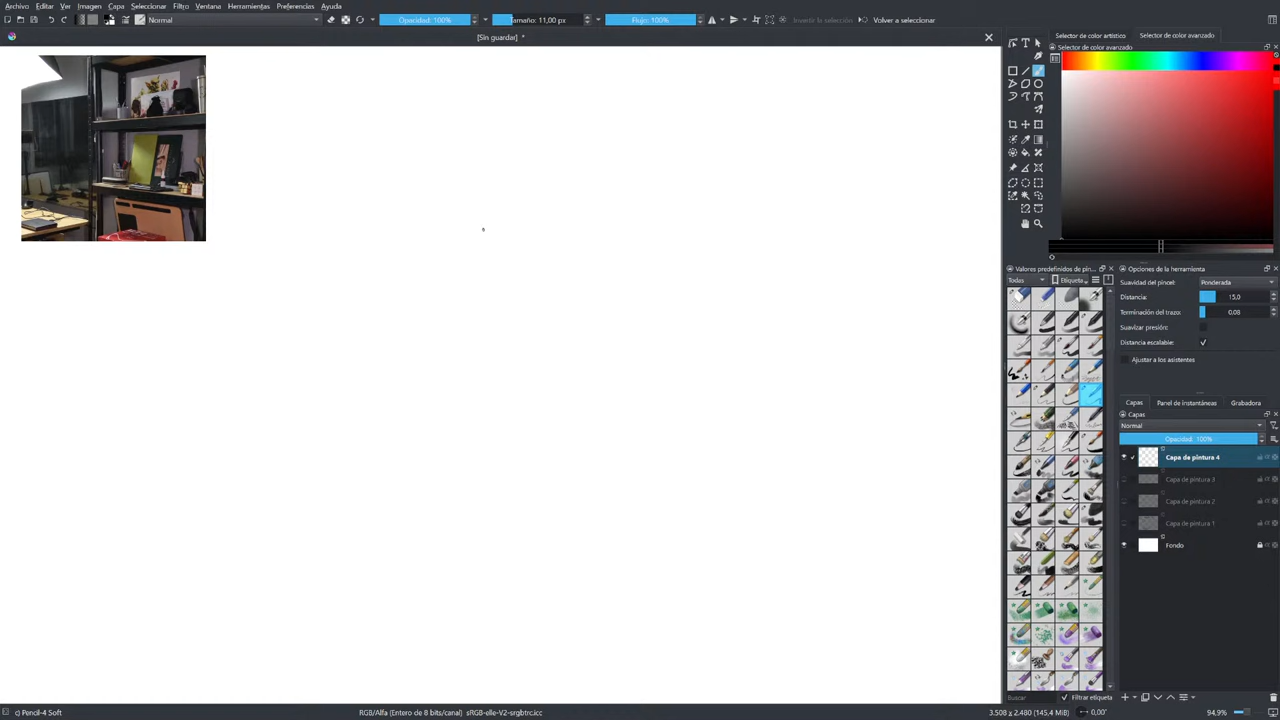 Archivo Editar Ver Imagen Capa Seleccionar Filtro Ventana Herramientas Preferencias Ayuda
Normal Opacidad: 100% Tamaño: 11,00 px Flujo: 100% Invertir la selección Volver a seleccionar
[Sin guardar] *
Selector de color artístico Selector de color avanzado
Selector de color avanzado
Valores predefinidos de pin... Opciones de la herramienta
Todas Etiqueta
Suavidad del pincel: Ponderada
Distancia: 15,0
Terminación del trazo: 0,08
Suavizar presión:
Distancia escalable:
Ajustar a los asistentes
Capas Panel de instantáneas Grabadora
Capas
Normal
Opacidad: 100%
Capa de pintura 4
Capa de pintura 3
Capa de pintura 2
Capa de pintura 1
Fondo
Buscar Filtrar etiqueta
Pencil-4 Soft RGB/Alfa (Entero de 8 bits/canal) sRGB-elle-V2-srgbtrc.icc 3.508 x 2.480 (145,4 MiB) 0,00° 94,9%